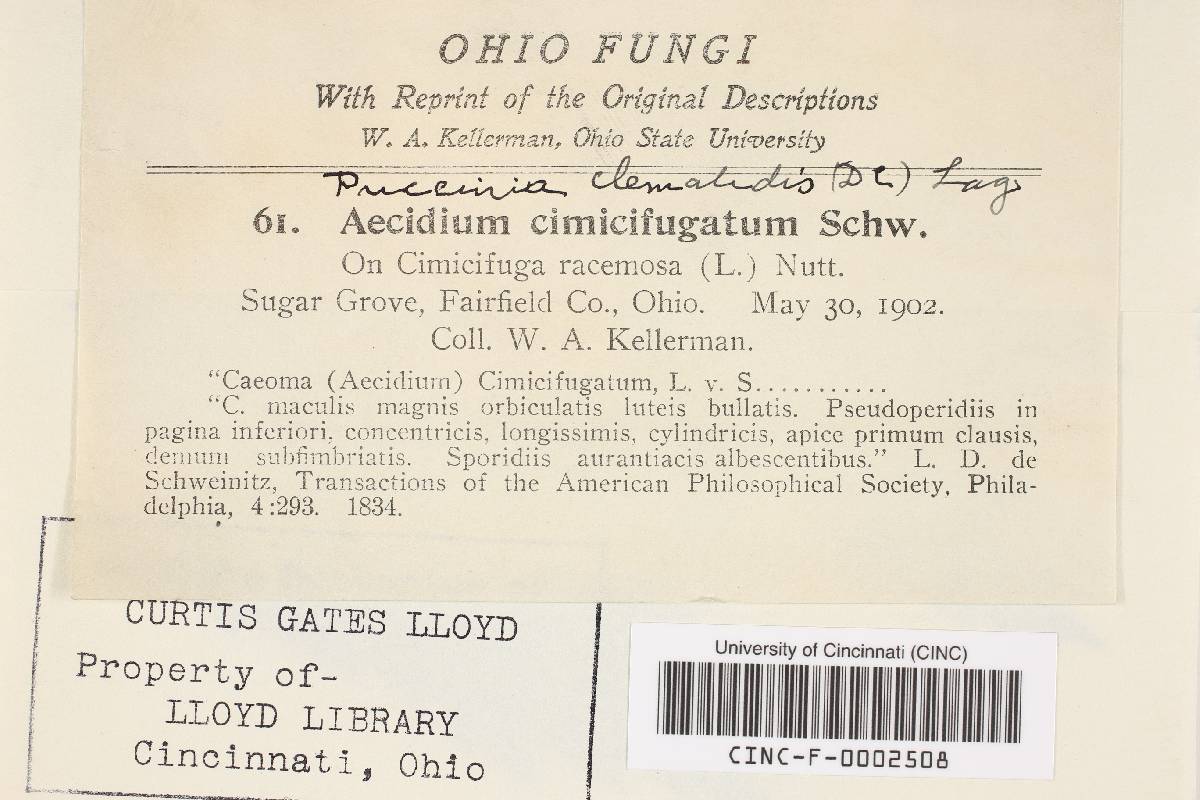 OHIO FUNGI
With Reprint of the Original Descriptions
W. A. Kellerman, Ohio State University
Puccinia clematidis (DC) Lag
61. Aecidium cimicifugatum Schw.
On Cimicifuga racemosa (L.) Nutt.
Sugar Grove, Fairfield Co., Ohio. May 30, 1902.
Coll. W. A. Kellerman.
"Caeoma (Aecidium) Cimicifugatum, L. v. S...........
"C. maculis magnis orbiculatis luteis bullatis. Pseudoperidiis in
pagina inferiori, concentricis, longissimis, cylindricis, apice primum clausis,
demum subfimbriatis. Sporidiis aurantiacis albescentibus." L. D. de
Schweinitz, Transactions of the American Philosophical Society, Phila-
delphia, 4:293. 1834.
CURTIS GATES LLOYD
Property of-
LLOYD LIBRARY
Cincinnati, Ohio
University of Cincinnati (CINC)
CINC-F-0002508